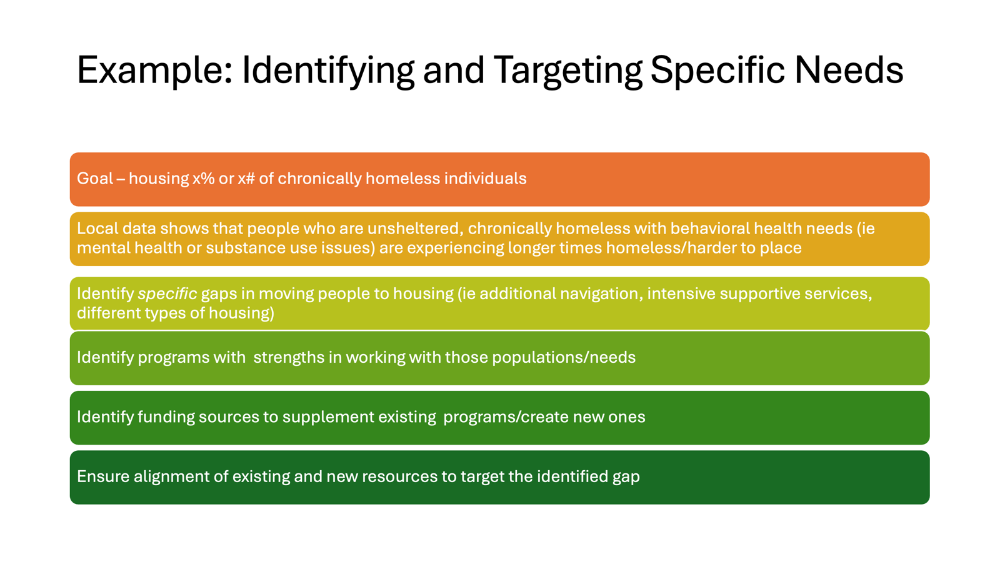 Example: Identifying and Targeting Specific Needs
Goal – housing x% or x# of chronically homeless individuals
Local data shows that people who are unsheltered, chronically homeless with behavioral health needs (ie
mental health or substance use issues) are experiencing longer times homeless/harder to place
Identify specific gaps in moving people to housing (ie additional navigation, intensive supportive services,
different types of housing)
Identify programs with  strengths in working with those populations/needs
Identify funding sources to supplement existing  programs/create new ones
Ensure alignment of existing and new resources to target the identified gap